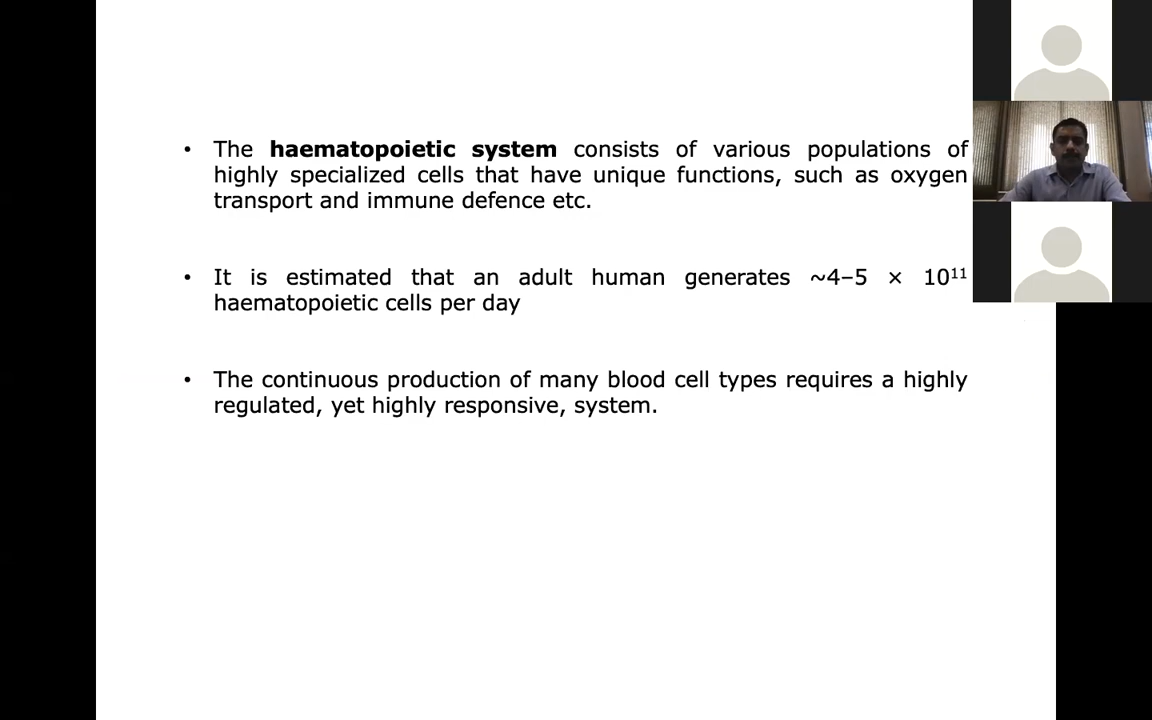 • The haematopoietic system consists of various populations of
highly specialized cells that have unique functions, such as oxygen
transport and immune defence etc.
• It is estimated that an adult human generates ~4–5 × 10¹¹
haematopoietic cells per day
• The continuous production of many blood cell types requires a highly
regulated, yet highly responsive, system.